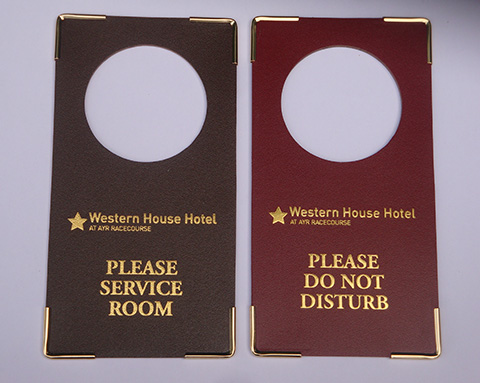 Western House Hotel
AT AYR RACECOURSE
PLEASE
SERVICE
ROOM
Western House Hotel
AT AYR RACECOURSE
PLEASE
DO NOT
DISTURB